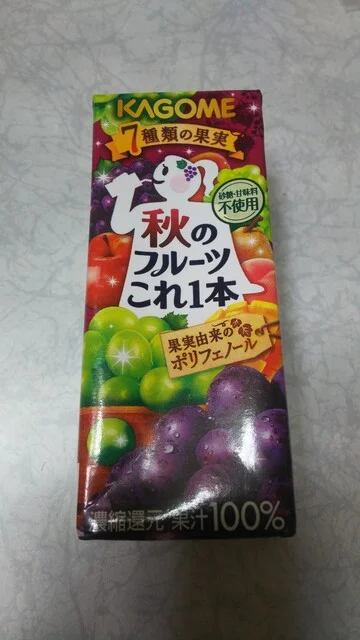 KAGOME
7種類の果実
砂糖・甘味料
不使用
秋の
フルーツ
これ1本
果実由来の
ポリフェノール
濃縮還元 果汁100%